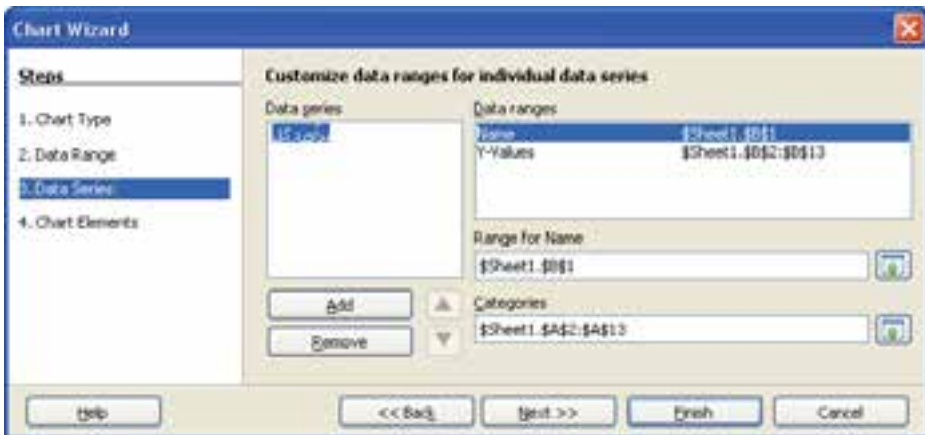 Chart Wizard
Steps
1. Chart Type
2. Data Range
3. Data Series
4. Chart Elements
Customize data ranges for individual data series
Data series
Data ranges
Name $Sheet1.$B$1
Y-Values $Sheet1.$B$2:$B$13
Range for Name
$Sheet1.$B$1
Add
Remove
Categories
$Sheet1.$A$2:$A$13
Help
<< Back
Next >>
Finish
Cancel